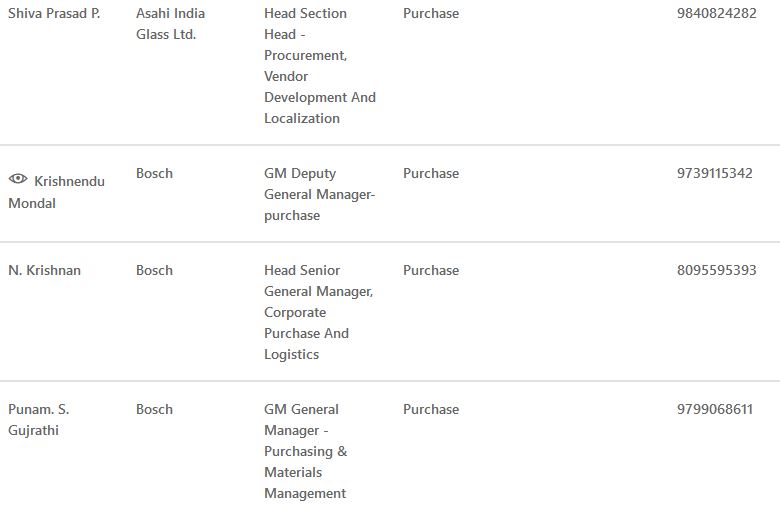 Shiva Prasad P. Asahi India Head Section Purchase 9840824282
Glass Ltd. Head -
Procurement,
Vendor
Development And
Localization
Krishnendu Bosch GM Deputy Purchase 9739115342
Mondal General Manager-
purchase
N. Krishnan Bosch Head Senior Purchase 8095595393
General Manager,
Corporate
Purchase And
Logistics
Punam. S. Bosch GM General Purchase 9799068611
Gujrathi Manager -
Purchasing &
Materials
Management